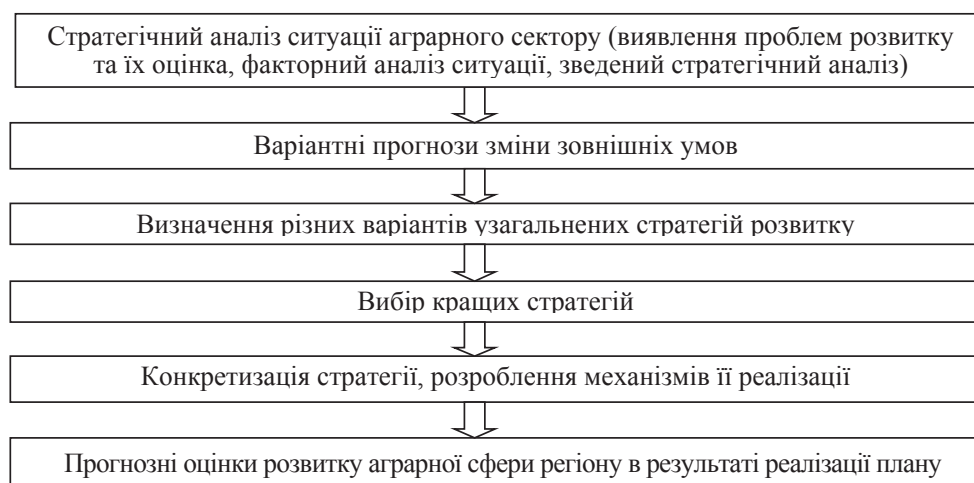 Стратегічний аналіз ситуації аграрного сектору (виявлення проблем розвитку
та їх оцінка, факторний аналіз ситуації, зведений стратегічний аналіз)
Варіантні прогнози зміни зовнішніх умов
Визначення різних варіантів узагальнених стратегій розвитку
Вибір кращих стратегій
Конкретизація стратегії, розроблення механізмів її реалізації
Прогнозні оцінки розвитку аграрної сфери регіону в результаті реалізації плану